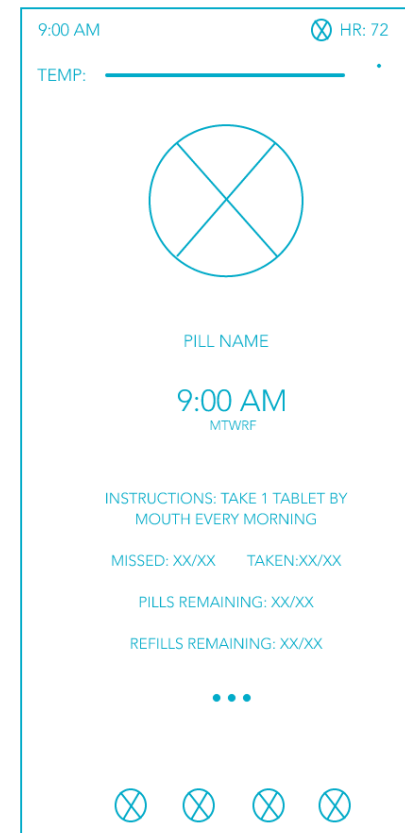 9:00 AM
HR: 72
TEMP:
PILL NAME
9:00 AM
MTWRF
INSTRUCTIONS: TAKE 1 TABLET BY
MOUTH EVERY MORNING
MISSED: XX/XX TAKEN:XX/XX
PILLS REMAINING: XX/XX
REFILLS REMAINING: XX/XX